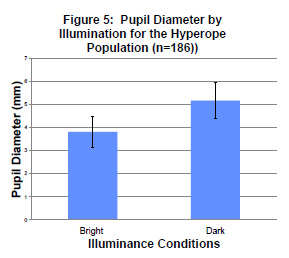 Figure 5:  Pupil Diameter by
Illumination for the Hyperope
Population (n=186))
Pupil Diameter (mm)
7
6
5
4
3
2
1
0
Bright
Dark
Illuminance Conditions